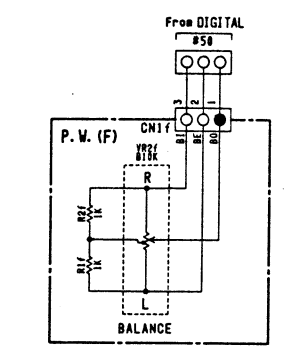 From DIGITAL
#50
CN1f
3 2 1
BI BE BO
P.W.(F)
VR2f
B10K
R
R2f
1K
R1f
1K
L
BALANCE